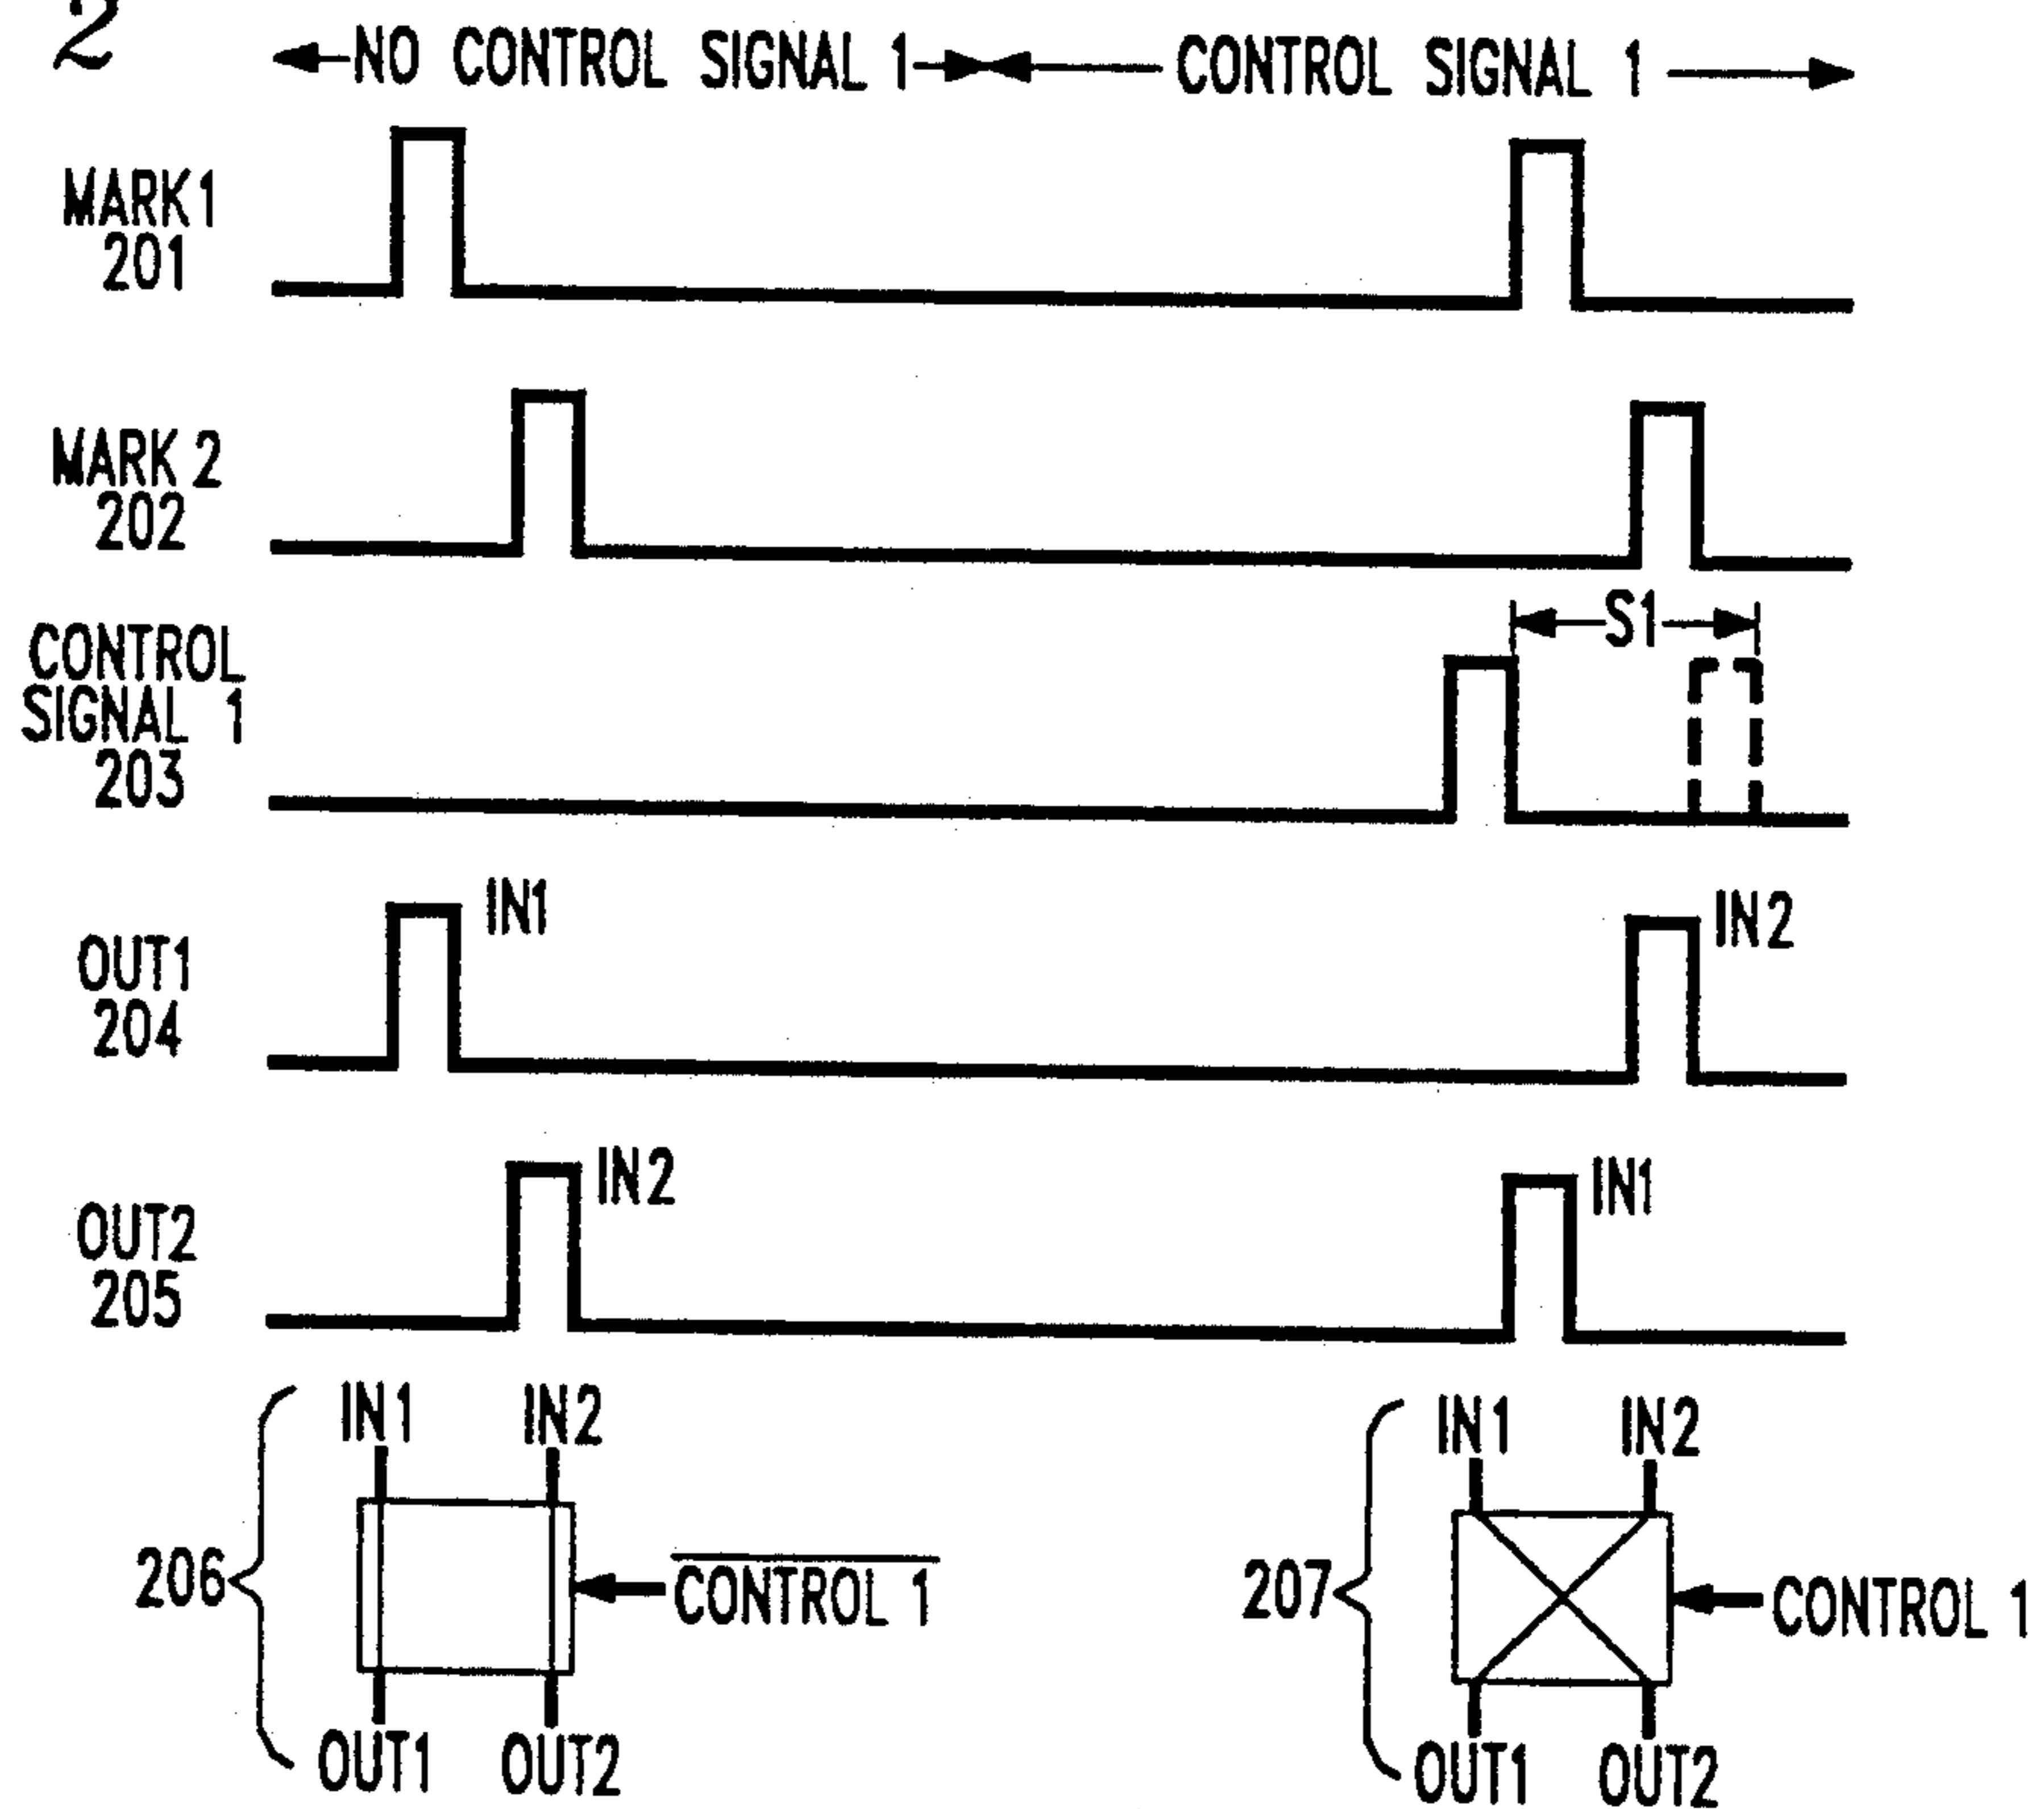 2
NO CONTROL SIGNAL 1
CONTROL SIGNAL 1
MARK 1
201
MARK 2
202
S1
CONTROL
SIGNAL 1
203
IN1
IN2
OUT1
204
IN2
IN1
OUT2
205
IN1
IN2
IN1
IN2
206
CONTROL 1
207
CONTROL 1
OUT1
OUT2
OUT1
OUT2